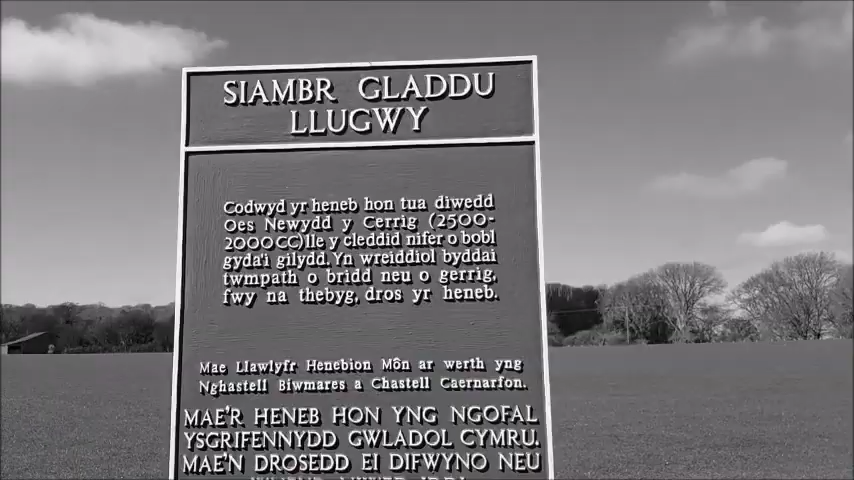 SIAMBR GLADDU
LLUGWY
Codwyd yr heneb hon tua diwedd
Oes Newydd y Cerrig (2500-
2000CC) lle y cleddid nifer o bobl
gyda'i gilydd. Yn wreiddiol byddai
twmpath o bridd neu o gerrig,
fwy na thebyg, dros yr heneb.
Mae Llawlyfr Henebion Môn ar werth yng
Nghastell Biwmares a Chastell Caernarfon.
MAE'R HENEB HON YNG NGOFAL
YSGRIFENNYDD GWLADOL CYMRU.
MAE'N DROSEDD EI DIFWYNO NEU